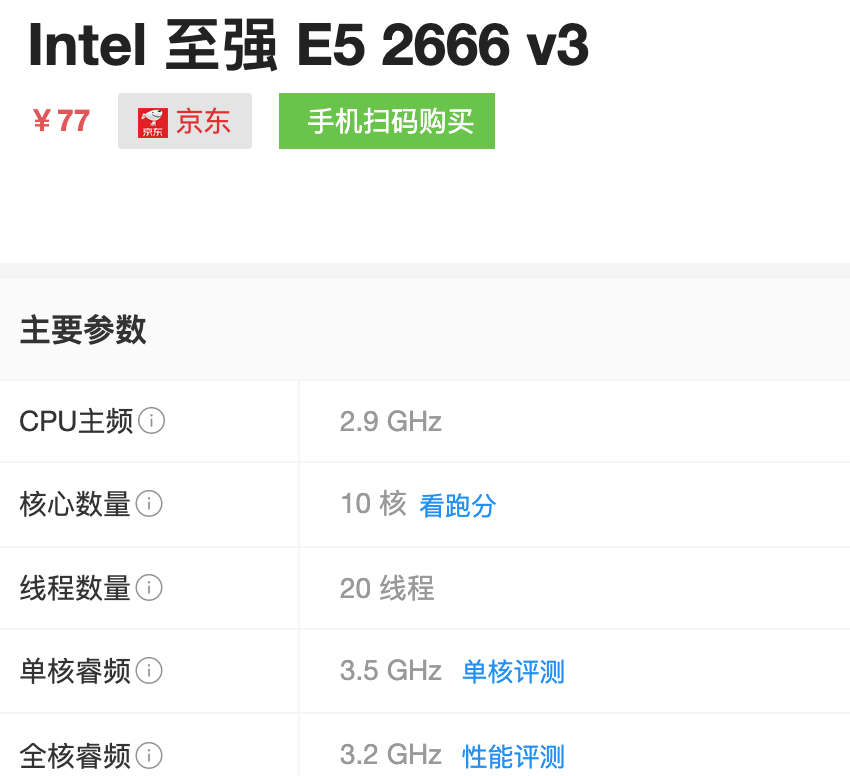 Intel 至强 E5 2666 v3
¥ 77 京东 京东 手机扫码购买
主要参数
CPU主频 2.9 GHz
核心数量 10 核 看跑分
线程数量 20 线程
单核睿频 3.5 GHz 单核评测
全核睿频 3.2 GHz 性能评测